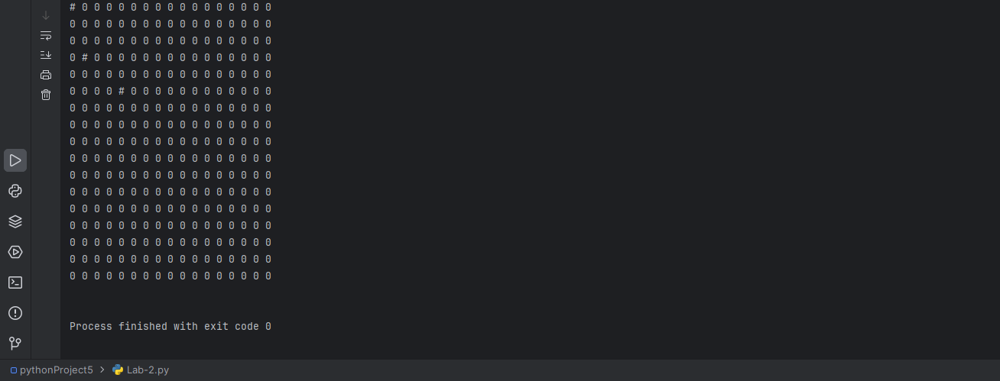 # 0 0 0 0 0 0 0 0 0 0 0 0 0 0 0 0
0 0 0 0 0 0 0 0 0 0 0 0 0 0 0 0 0
0 0 0 0 0 0 0 0 0 0 0 0 0 0 0 0 0
0 # 0 0 0 0 0 0 0 0 0 0 0 0 0 0 0
0 0 0 0 0 0 0 0 0 0 0 0 0 0 0 0 0
0 0 0 0 # 0 0 0 0 0 0 0 0 0 0 0 0
0 0 0 0 0 0 0 0 0 0 0 0 0 0 0 0 0
0 0 0 0 0 0 0 0 0 0 0 0 0 0 0 0 0
0 0 0 0 0 0 0 0 0 0 0 0 0 0 0 0 0
0 0 0 0 0 0 0 0 0 0 0 0 0 0 0 0 0
0 0 0 0 0 0 0 0 0 0 0 0 0 0 0 0 0
0 0 0 0 0 0 0 0 0 0 0 0 0 0 0 0 0
0 0 0 0 0 0 0 0 0 0 0 0 0 0 0 0 0
0 0 0 0 0 0 0 0 0 0 0 0 0 0 0 0 0
0 0 0 0 0 0 0 0 0 0 0 0 0 0 0 0 0
0 0 0 0 0 0 0 0 0 0 0 0 0 0 0 0 0
0 0 0 0 0 0 0 0 0 0 0 0 0 0 0 0 0
Process finished with exit code 0
pythonProject5 > Lab-2.py